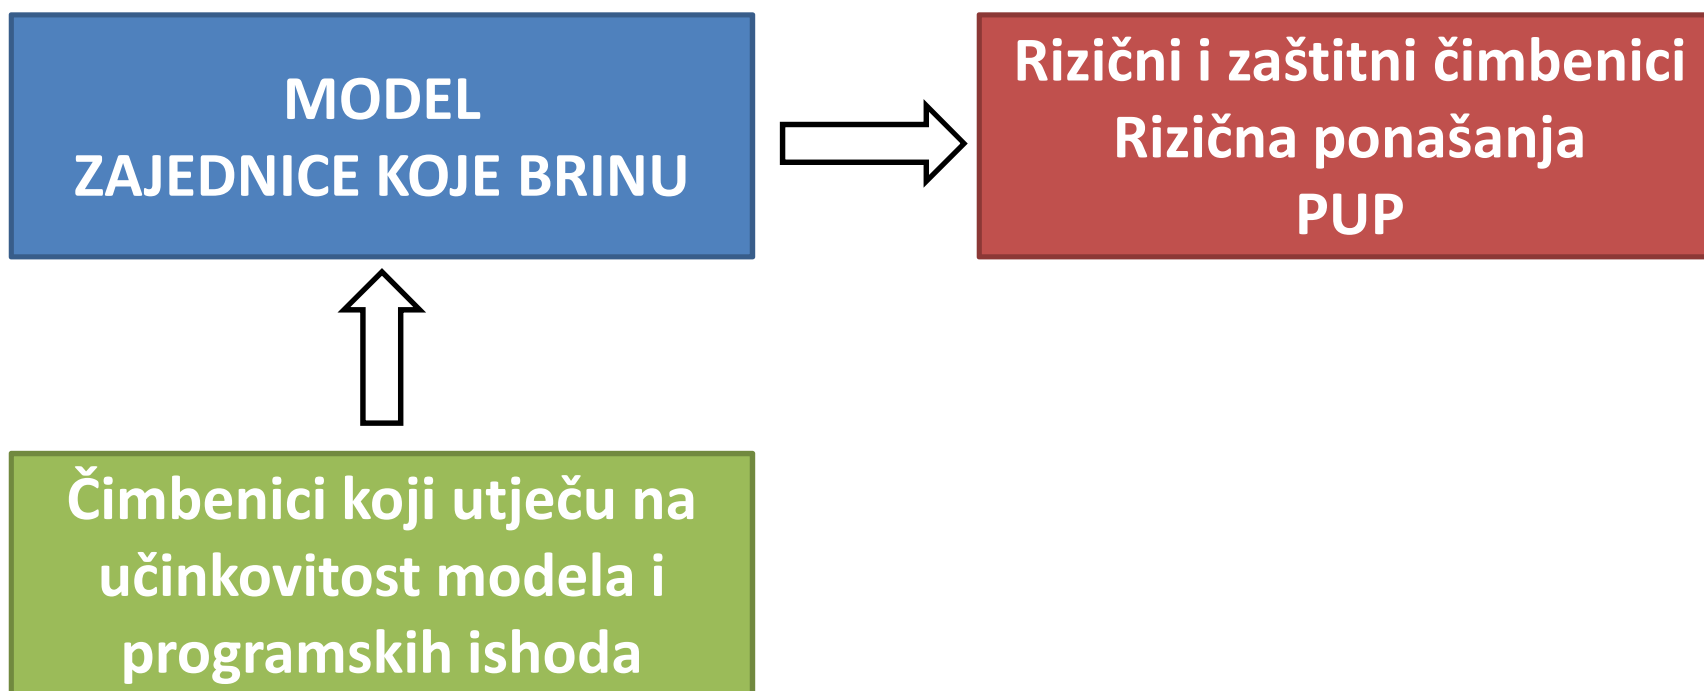 MODEL
ZAJEDNICE KOJE BRINU
Rizični i zaštitni čimbenici
Rizična ponašanja
PUP
Čimbenici koji utječu na
učinkovitost modela i
programskih ishoda